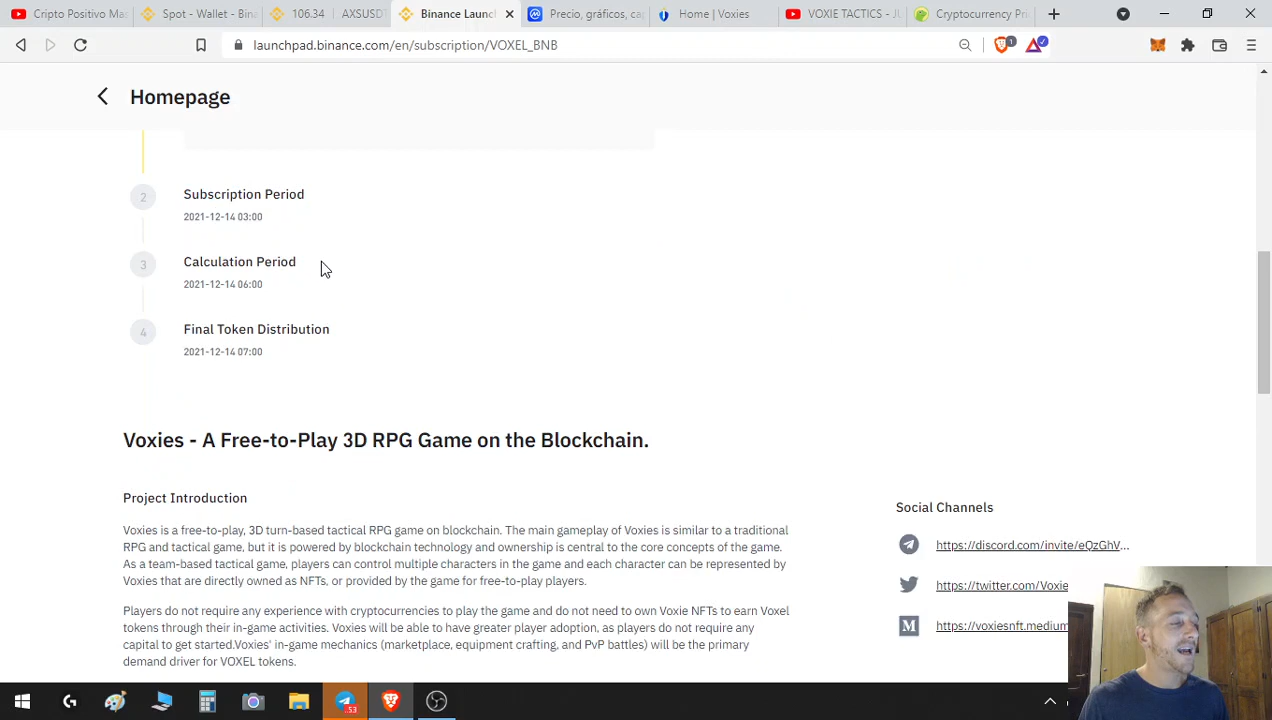 Cripto Positivo Ma
Spot - Wallet - Bina
106.34
AXSUSD
Binance Launc
Precio, gráficos, ca
Home | Voxies
VOXIE TACTICS - JU
Cryptocurrency Pri
launchpad.binance.com/en/subscription/VOXEL_BNB
1
Homepage
2
Subscription Period
2021-12-14 03:00
3
Calculation Period
2021-12-14 06:00
4
Final Token Distribution
2021-12-14 07:00
Voxies - A Free-to-Play 3D RPG Game on the Blockchain.
Project Introduction
Voxies is a free-to-play, 3D turn-based tactical RPG game on blockchain. The main gameplay of Voxies is similar to a traditional
RPG and tactical game, but it is powered by blockchain technology and ownership is central to the core concepts of the game.
As a team-based tactical game, players can control multiple characters in the game and each character can be represented by
Voxies that are directly owned as NFTs, or provided by the game for free-to-play players.
Players do not require any experience with cryptocurrencies to play the game and do not need to own Voxie NFTs to earn Voxel
tokens through their in-game activities. Voxies will be able to have greater player adoption, as players do not require any
capital to get started.Voxies' in-game mechanics (marketplace, equipment crafting, and PvP battles) will be the primary
demand driver for VOXEL tokens.
Social Channels
https://discord.com/invite/eQzGhV...
https://twitter.com/Voxie
https://voxiesnft.medium
53